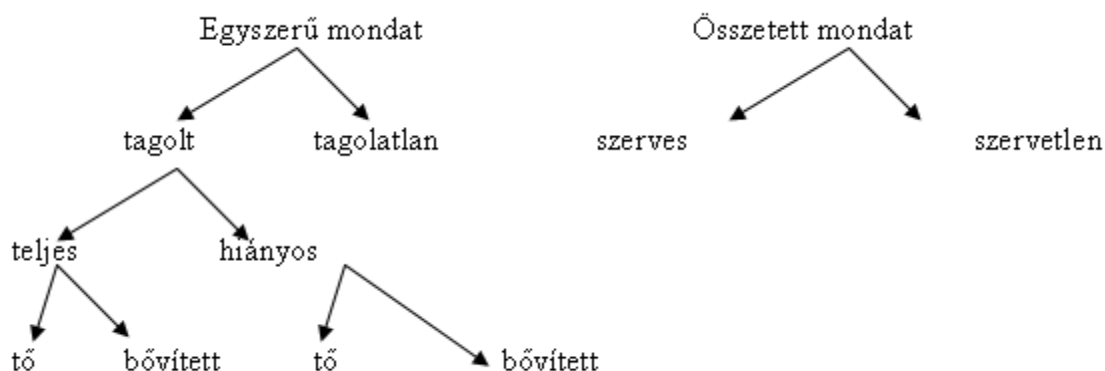 Egyszerű mondat Összetett mondat
tagolt tagolatlan szerves szervetlen
teljes hiányos
tő bővített tő bővített